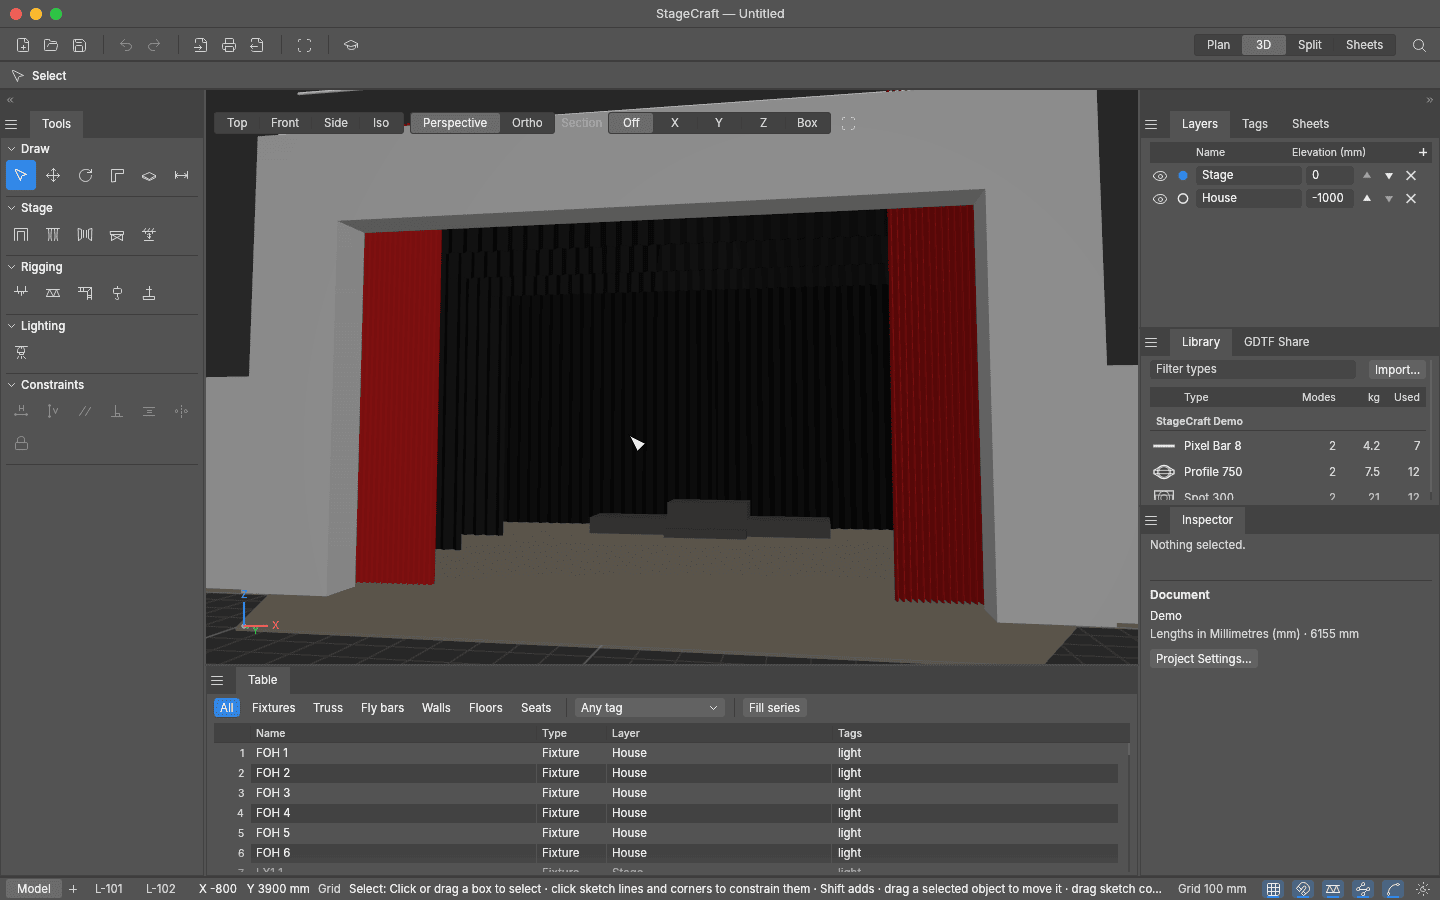 StageCraft — Untitled
Plan 3D Split Sheets
Select
Tools
Draw
Stage
Rigging
Lighting
Constraints
Top Front Side Iso Perspective Ortho Section Off X Y Z Box
Z
X
Y
Layers Tags Sheets
Name Elevation (mm)
Stage 0
House -1000
Library GDTF Share
Filter types Import...
Type Modes kg Used
StageCraft Demo
Pixel Bar 8 2 4.2 7
Profile 750 2 7.5 12
Spot 300 2 21 12
Inspector
Nothing selected.
Document
Demo
Lengths in Millimetres (mm) · 6155 mm
Project Settings...
Table
All Fixtures Truss Fly bars Walls Floors Seats Any tag Fill series
Name Type Layer Tags
1 FOH 1 Fixture House light
2 FOH 2 Fixture House light
3 FOH 3 Fixture House light
4 FOH 4 Fixture House light
5 FOH 5 Fixture House light
6 FOH 6 Fixture House light
Model + L-101 L-102 X -800 Y 3900 mm Grid Select: Click or drag a box to select · click sketch lines and corners to constrain them · Shift adds · drag a selected object to move it · drag sketch co... Grid 100 mm